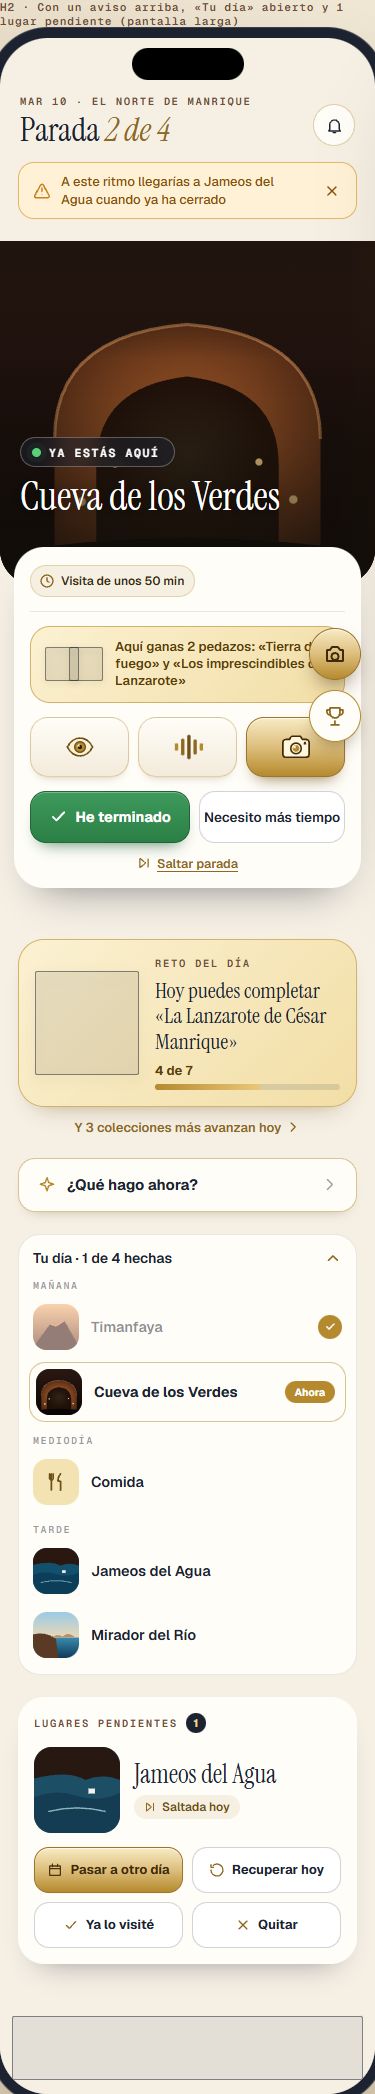 H2 · Con un aviso arriba, «Tu día» abierto y 1
lugar pendiente (pantalla larga)
MAR 10 · EL NORTE DE MANRIQUE
Parada 2 de 4
A este ritmo llegarías a Jameos del
Agua cuando ya ha cerrado
YA ESTÁS AQUÍ
Cueva de los Verdes
Visita de unos 50 min
Aquí ganas 2 pedazos: «Tierra
fuego» y «Los imprescindibles
Lanzarote»
He terminado
Necesito más tiempo
Saltar parada
RETO DEL DÍA
Hoy puedes completar
«La Lanzarote de César
Manrique»
4 de 7
Y 3 colecciones más avanzan hoy
¿Qué hago ahora?
Tu día · 1 de 4 hechas
MAÑANA
Timanfaya
Cueva de los Verdes
Ahora
MEDIODÍA
Comida
TARDE
Jameos del Agua
Mirador del Río
LUGARES PENDIENTES 1
Jameos del Agua
Saltada hoy
Pasar a otro día
Recuperar hoy
Ya lo visité
Quitar